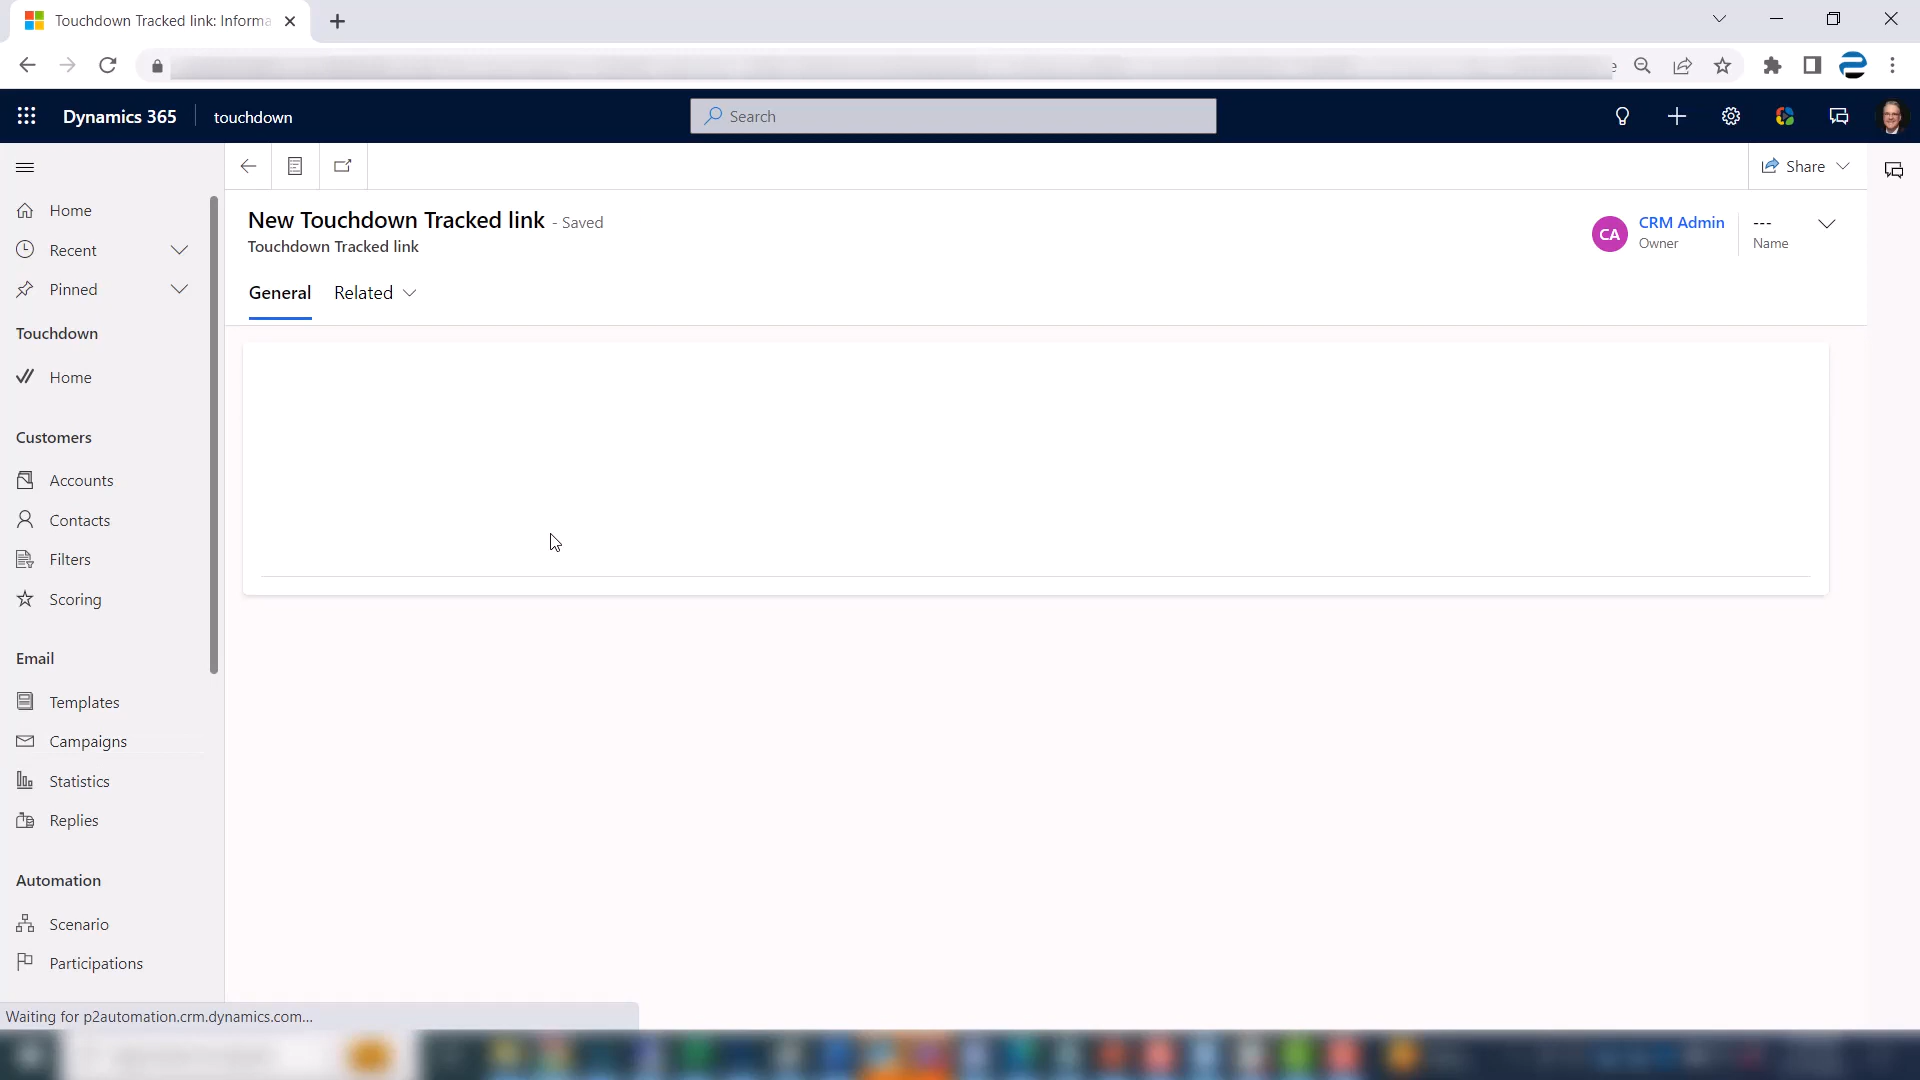 Touchdown Tracked link: Informa
Dynamics 365
touchdown
Search
Share
Home
Recent
Pinned
Touchdown
Home
Customers
Accounts
Contacts
Filters
Scoring
Email
Templates
Campaigns
Statistics
Replies
Automation
Scenario
Participations
New Touchdown Tracked link - Saved
Touchdown Tracked link
CA
CRM Admin
Owner
---
Name
General
Related
Waiting for p2automation.crm.dynamics.com...